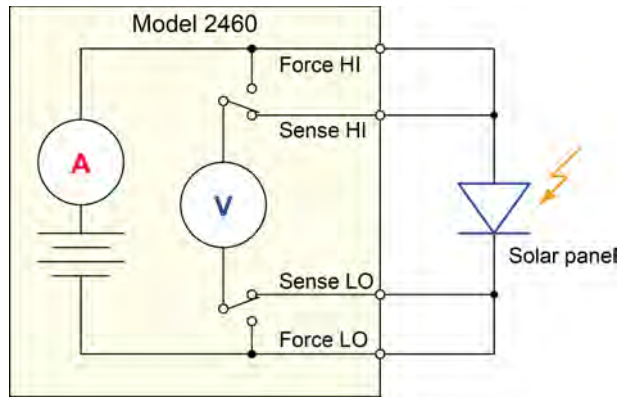 Model 2460
Force HI
Sense HI
A
V
Solar panel
Sense LO
Force LO